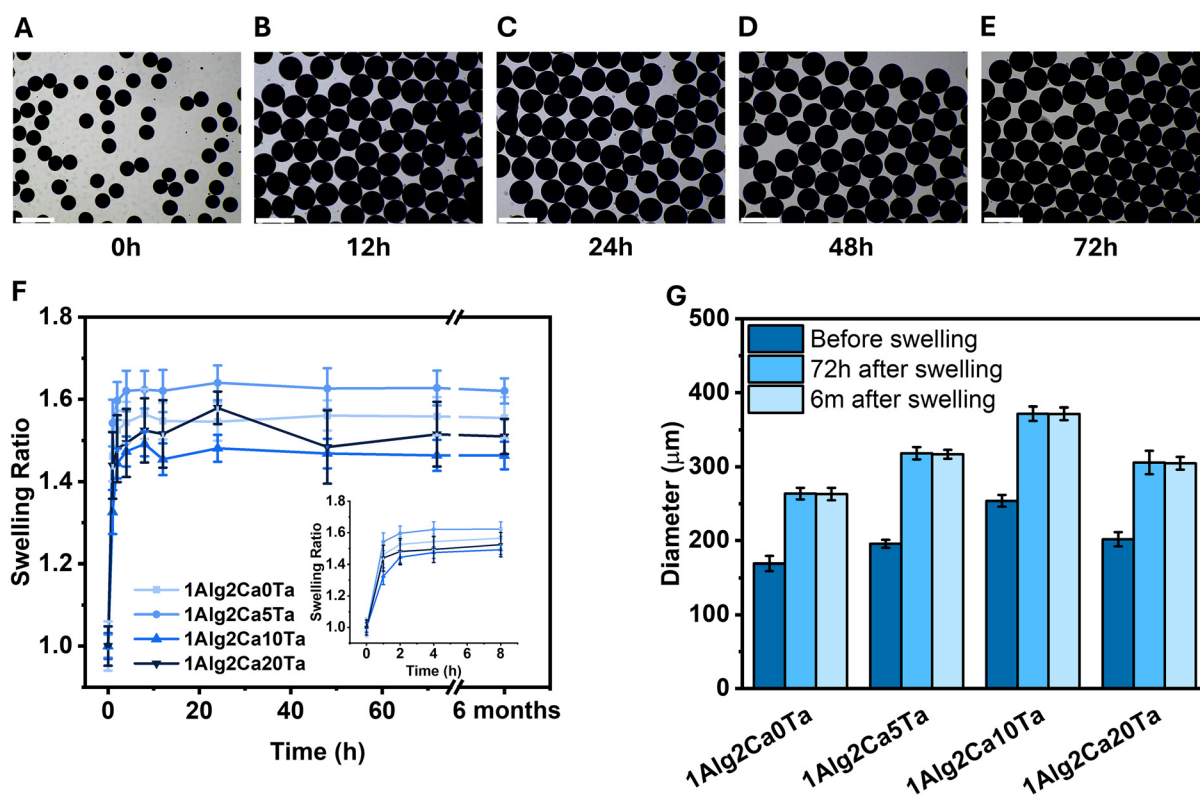 A
B
C
D
E
0h
12h
24h
48h
72h
F
1.8
1.6
1.4
1.2
1.0
Swelling Ratio
0
20
40
60
6 months
Time (h)
1Alg2Ca0Ta
1Alg2Ca5Ta
1Alg2Ca10Ta
1Alg2Ca20Ta
1.8
1.6
1.4
1.2
1.0
Swelling Ratio
0
2
4
6
8
Time (h)
G
500
400
300
200
100
0
Diameter (μm)
Before swelling
72h after swelling
6m after swelling
1Alg2Ca0Ta
1Alg2Ca5Ta
1Alg2Ca10Ta
1Alg2Ca20Ta